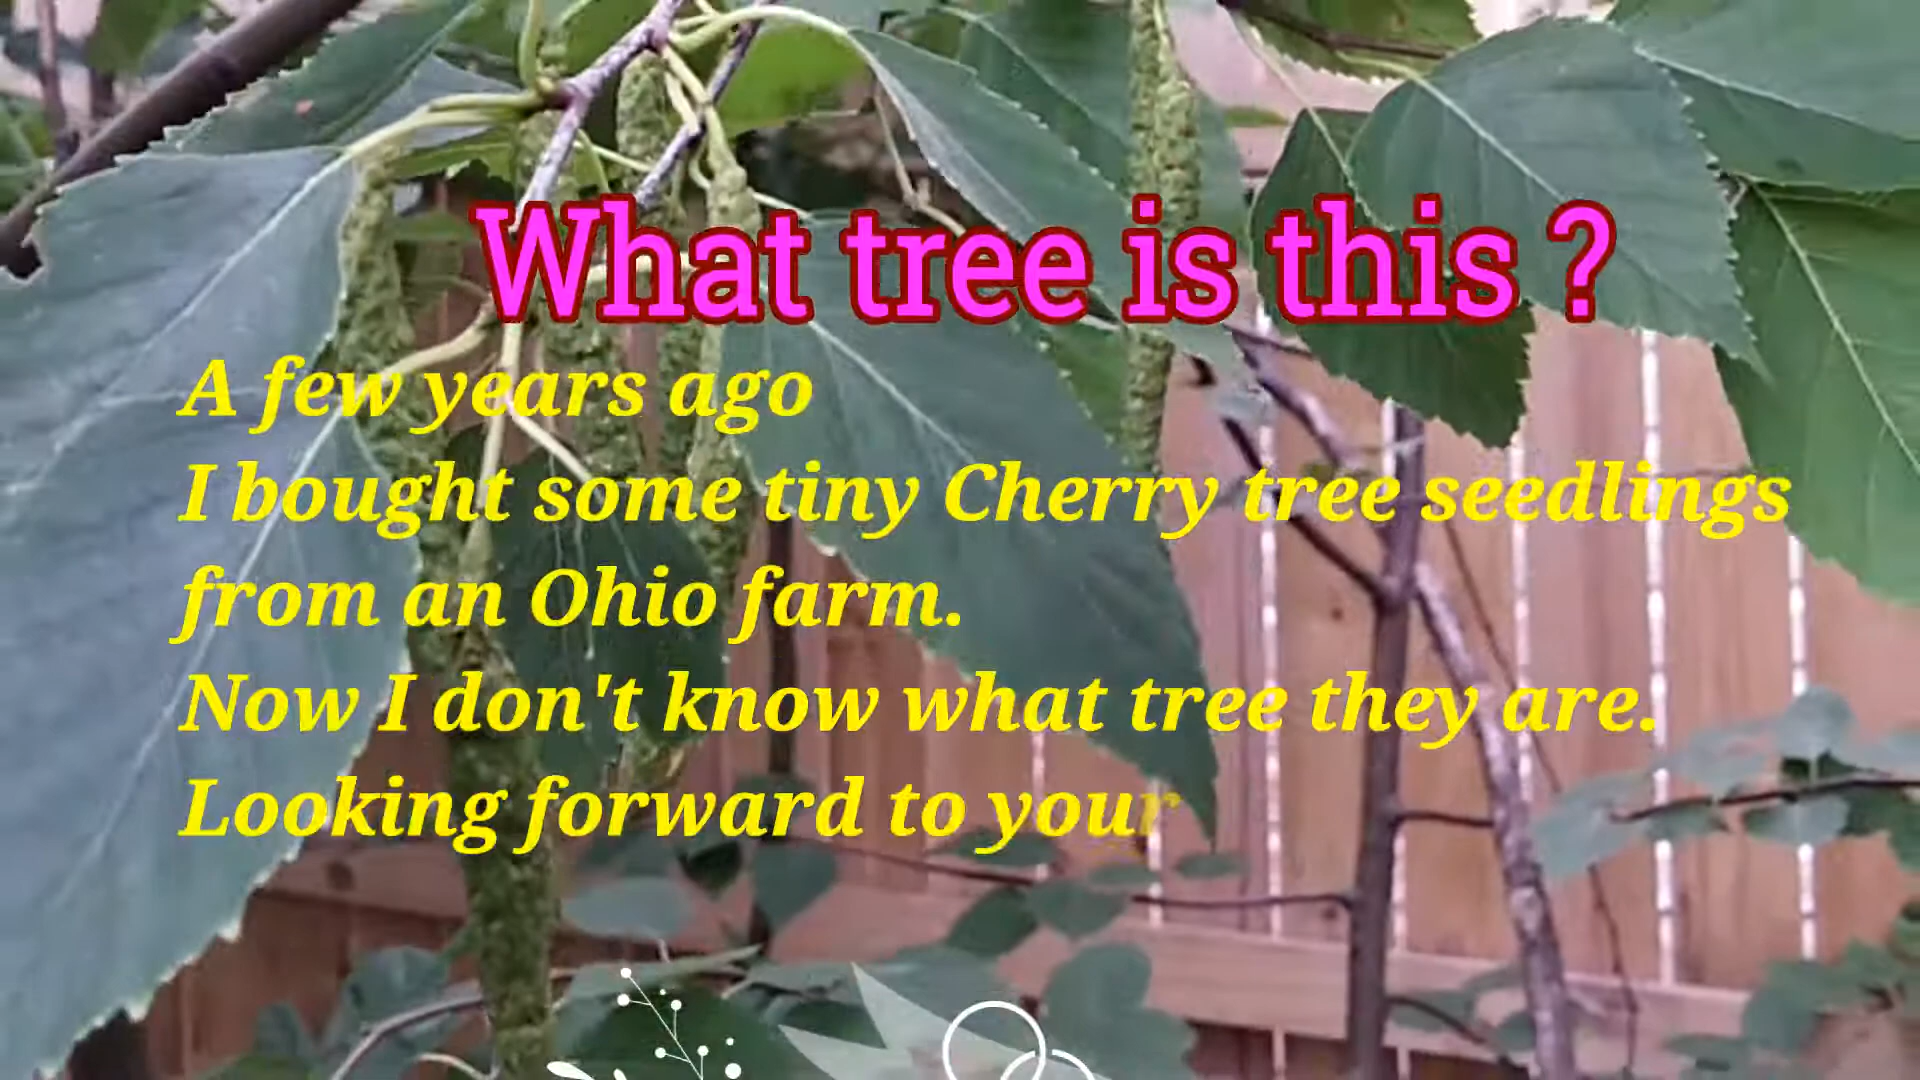 What tree is this ?
A few years ago
I bought some tiny Cherry tree seedlings
from an Ohio farm.
Now I don't know what tree they are.
Looking forward to your